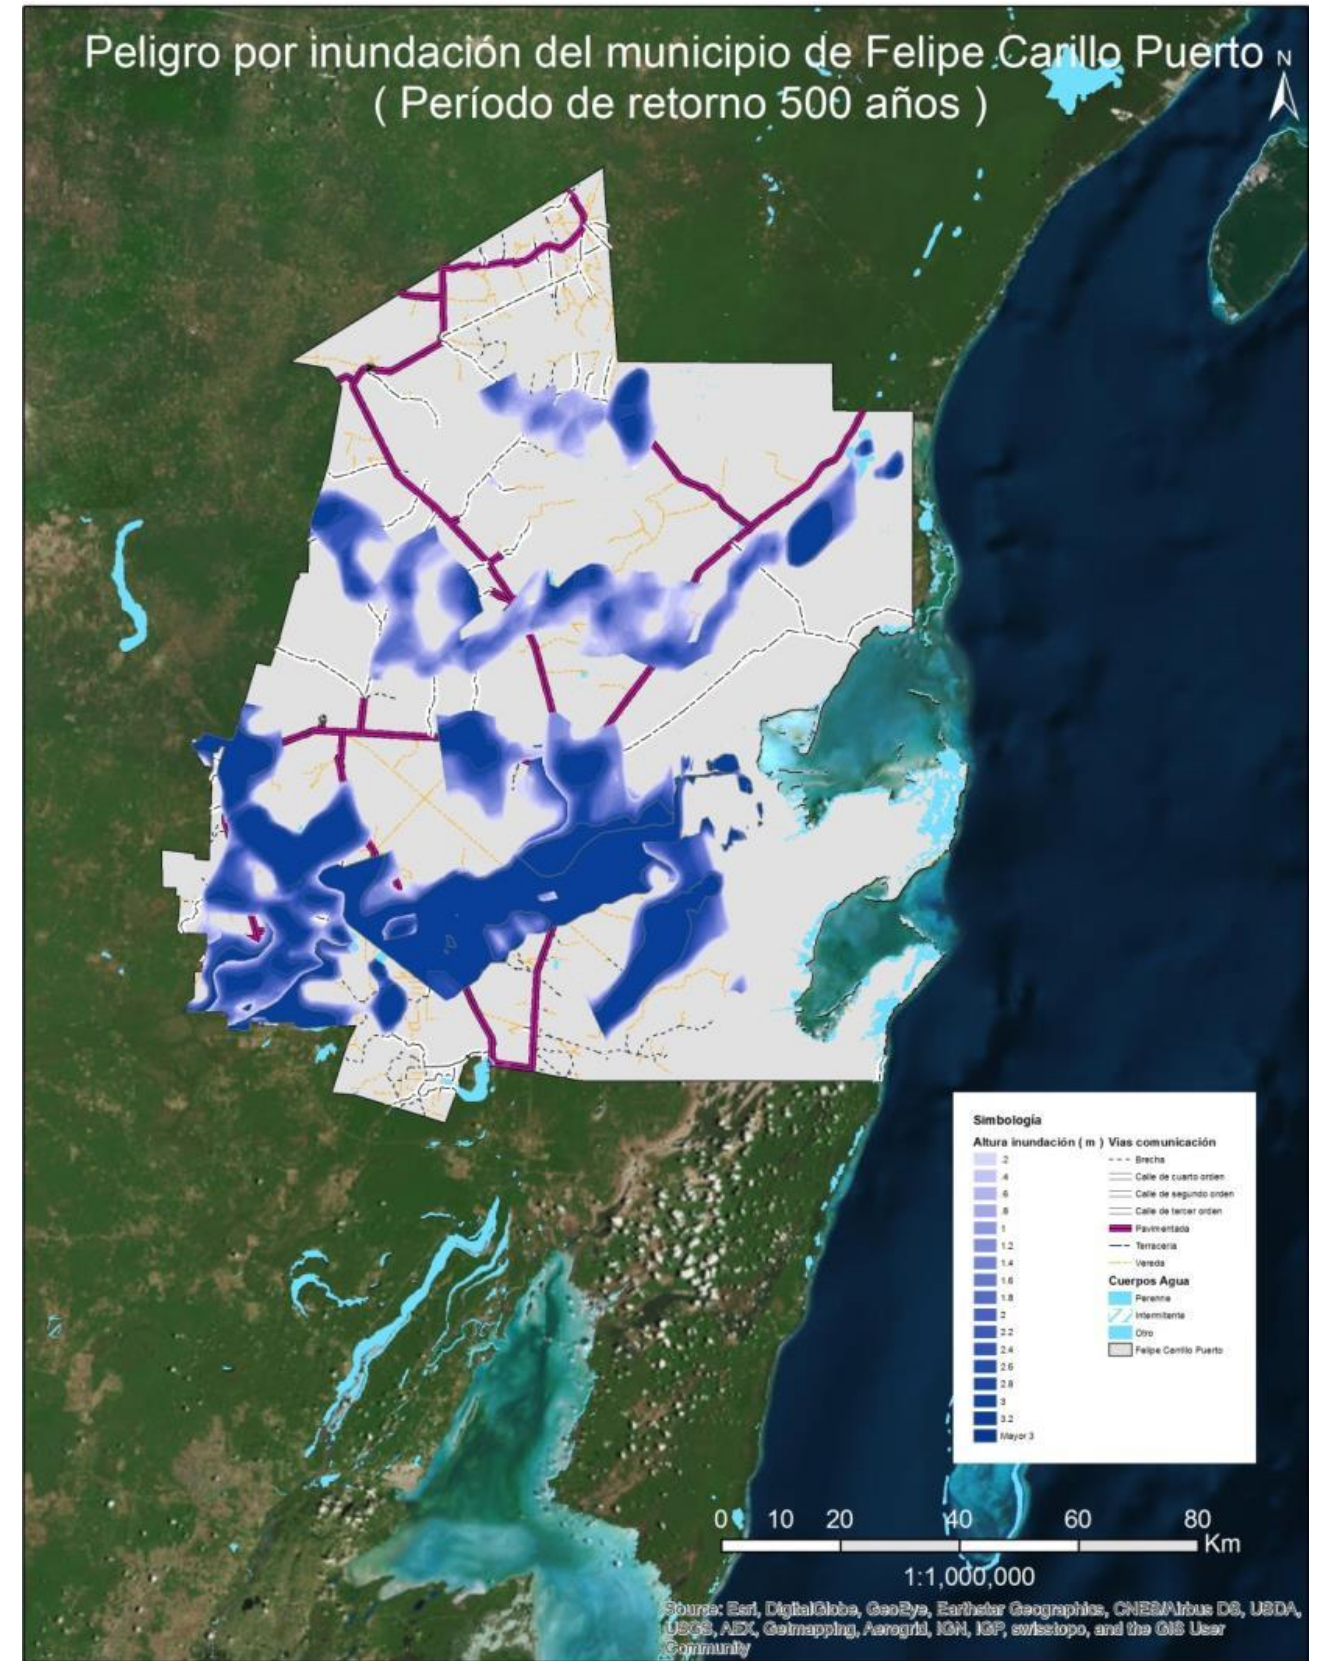 Peligro por inundación del municipio de Felipe Carillo Puerto
( Período de retorno 500 años )
N
Simbología
Altura inundación ( m )
.2
.4
.6
.8
1
1.2
1.4
1.6
1.8
2
2.2
2.4
2.6
2.8
3
3.2
Mayor 3
Vias comunicación
Brecha
Calle de cuarto orden
Calle de segundo orden
Calle de tercer orden
Pavimentada
Terraceria
Vereda
Cuerpos Agua
Perenne
Intermitente
Otro
Felipe Carrillo Puerto
0 10 20 40 60 80
Km
1:1,000,000
Source: Esri, DigitalGlobe, GeoEye, Earthstar Geographics, CNES/Airbus DS, USDA,
USGS, AEX, Getmapping, Aerogrid, IGN, IGP, swisstopo, and the GIS User
Community